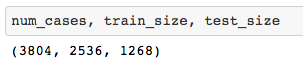 num_cases, train_size, test_size
(3804, 2536, 1268)